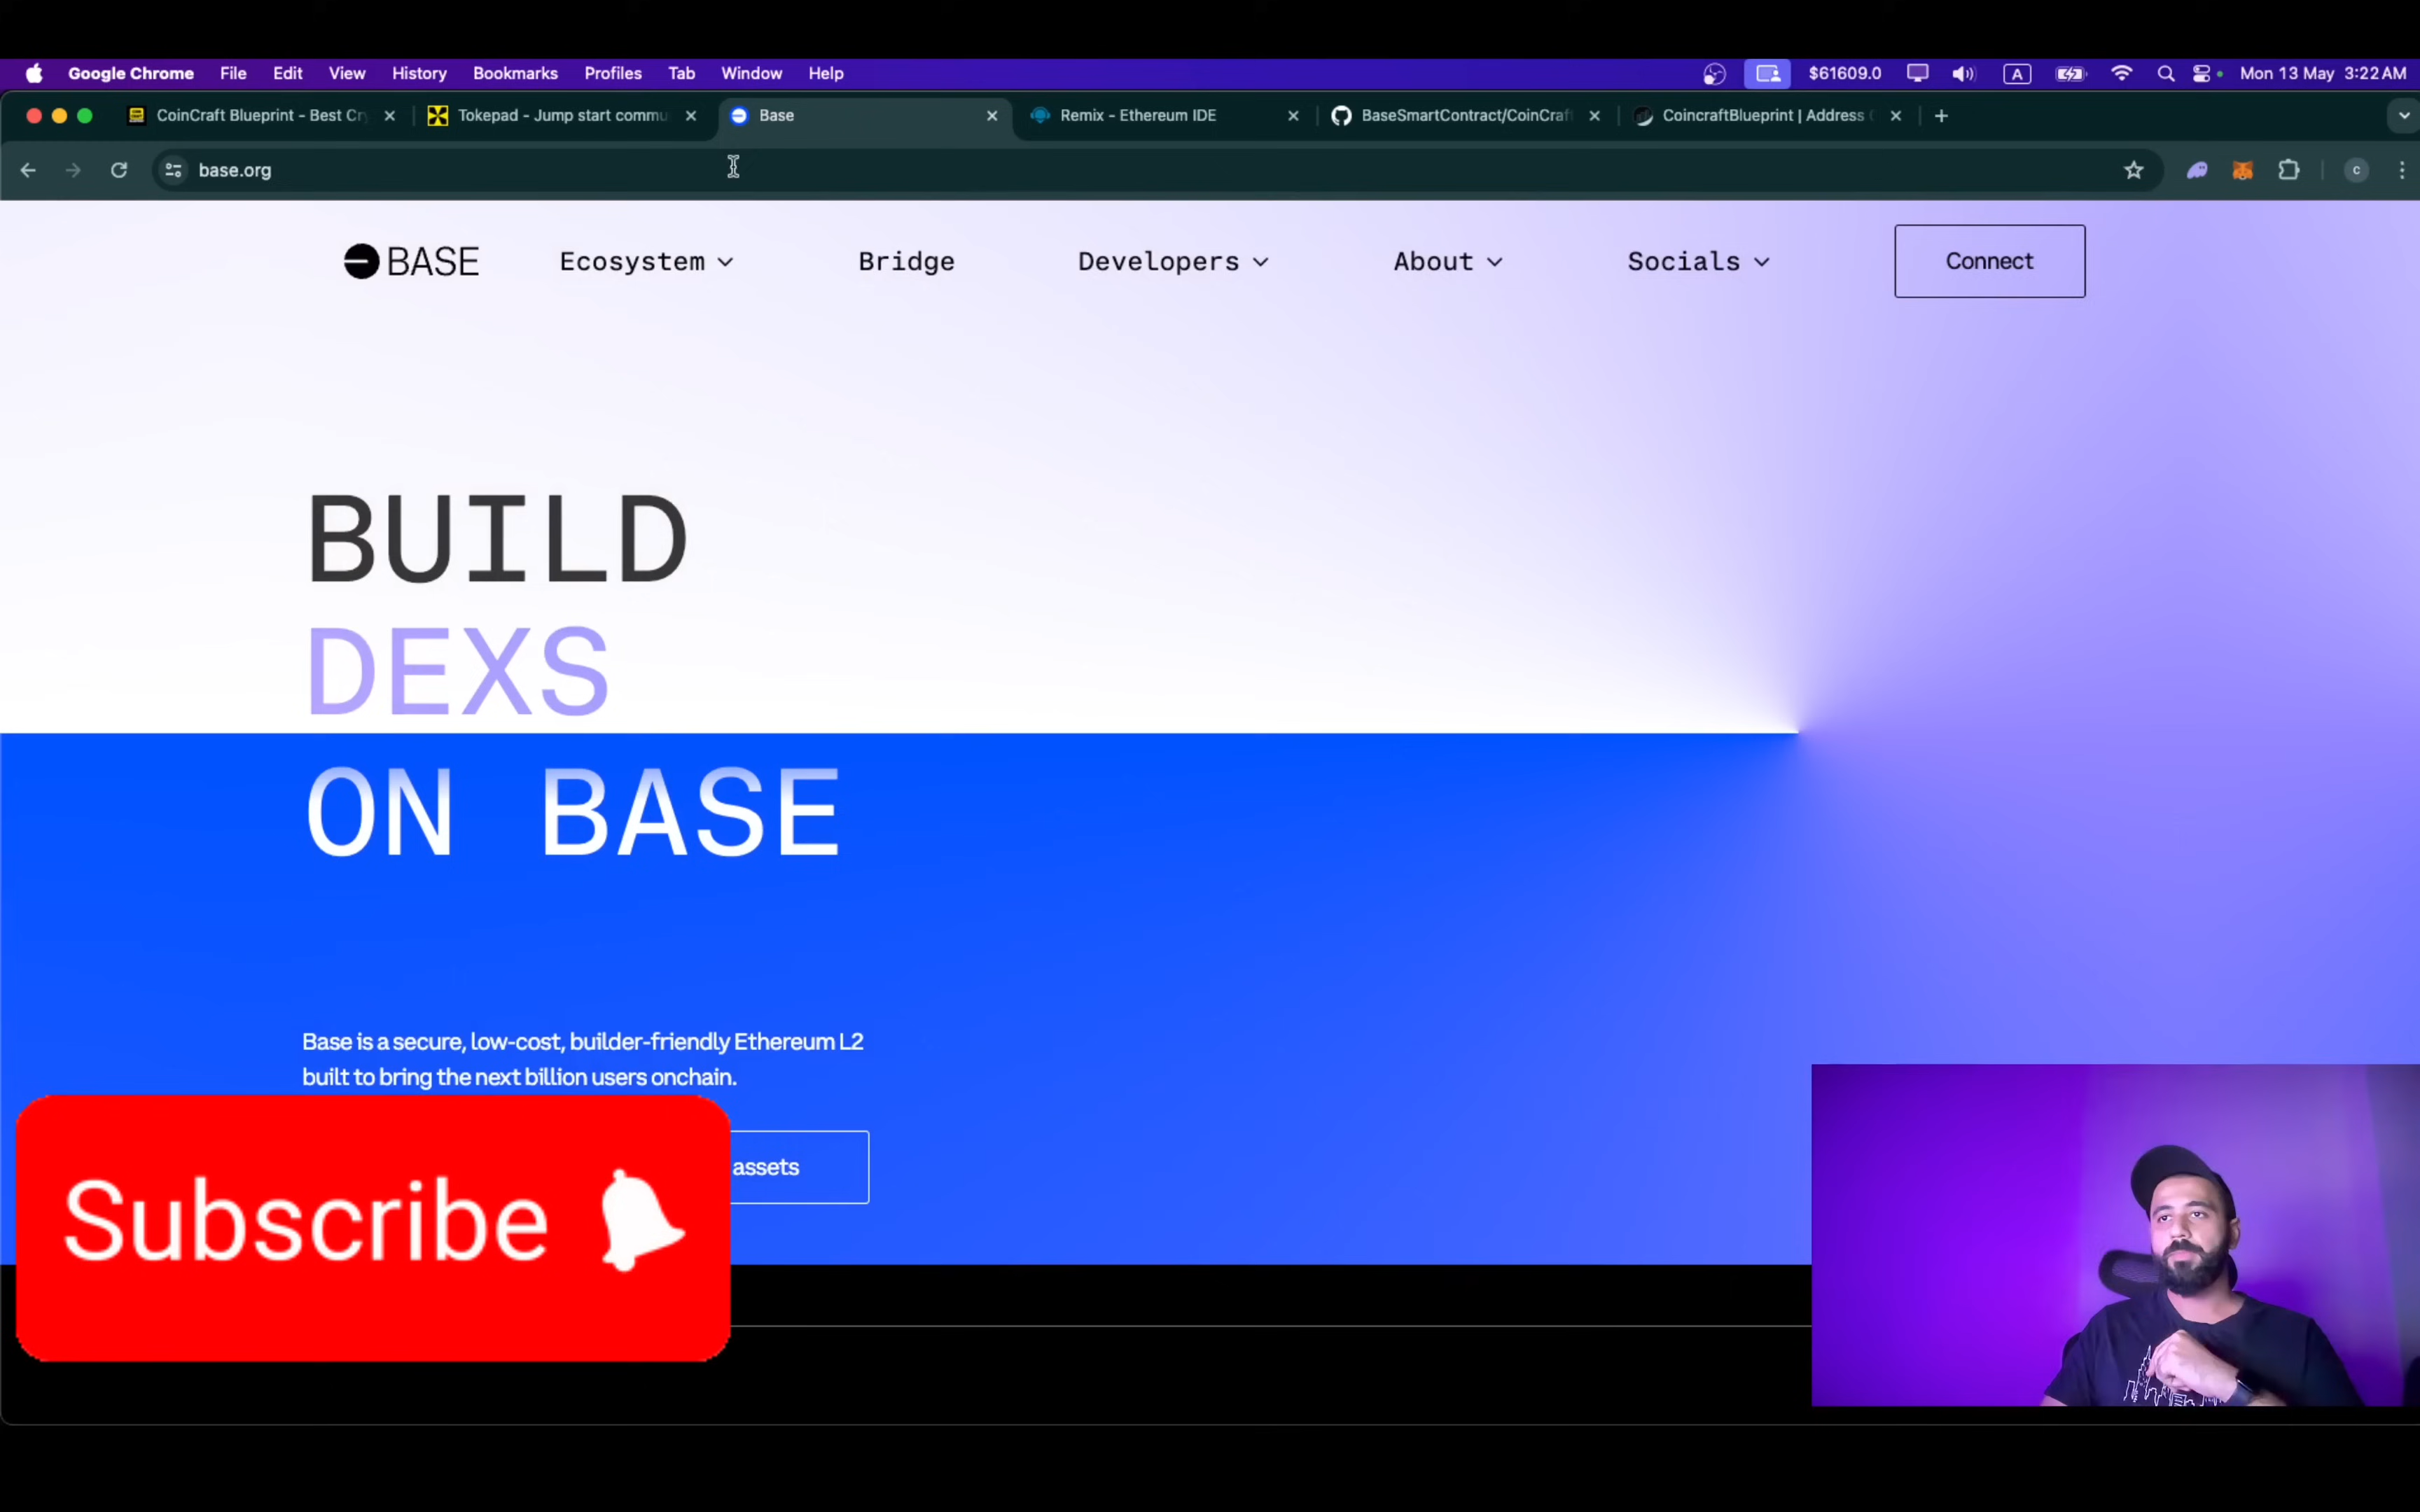 Google Chrome File Edit View History Bookmarks Profiles Tab Window Help $61609.0 A Mon 13 May 3:22 AM
CoinCraft Blueprint - Best Cr Tokepad - Jump start commu Base Remix - Ethereum IDE BaseSmartContract/CoinCraf CoincraftBlueprint | Address
base.org c
BASE Ecosystem Bridge Developers About Socials Connect
BUILD
DEXS
ON BASE
Base is a secure, low-cost, builder-friendly Ethereum L2
built to bring the next billion users onchain.
assets
Subscribe